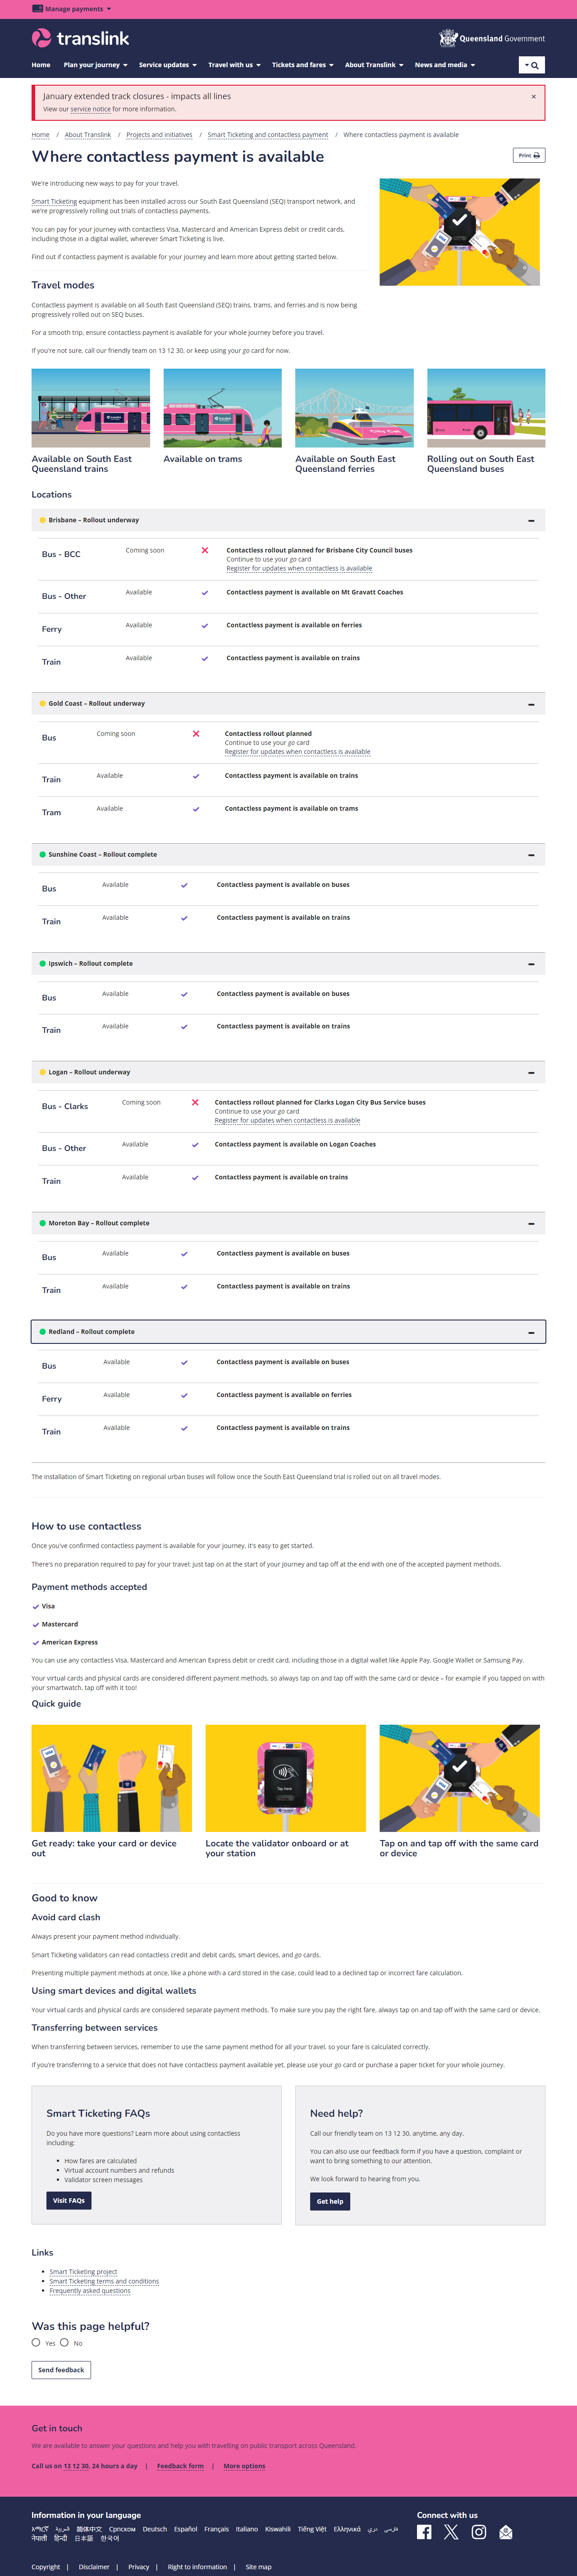 Manage payments
translink
Queensland Government
Home Plan your journey Service updates Travel with us Tickets and fares About Translink News and media
January extended track closures - impacts all lines
View our service notice for more information.
Home / About Translink / Projects and initiatives / Smart Ticketing and contactless payment / Where contactless payment is available
Where contactless payment is available
Print
We're introducing new ways to pay for your travel.
Smart Ticketing equipment has been installed across our South East Queensland (SEQ) transport network, and
we're progressively rolling out trials of contactless payments.
You can pay for your journey with contactless Visa, Mastercard and American Express debit or credit cards,
including those in a digital wallet, wherever Smart Ticketing is live.
Find out if contactless payment is available for your journey and learn more about getting started below.
Travel modes
Contactless payment is available on all South East Queensland (SEQ) trains, trams, and ferries and is now being
progressively rolled out on SEQ buses.
For a smooth trip, ensure contactless payment is available for your whole journey before you travel.
If you're not sure, call our friendly team on 13 12 30, or keep using your go card for now.
Available on South East
Queensland trains
Available on trams
Available on South East
Queensland ferries
Rolling out on South East
Queensland buses
Locations
Brisbane – Rollout underway
Bus - BCC Coming soon Contactless rollout planned for Brisbane City Council buses
Continue to use your go card
Register for updates when contactless is available
Bus - Other Available Contactless payment is available on Mt Gravatt Coaches
Ferry Available Contactless payment is available on ferries
Train Available Contactless payment is available on trains
Gold Coast – Rollout underway
Bus Coming soon Contactless rollout planned
Continue to use your go card
Register for updates when contactless is available
Train Available Contactless payment is available on trains
Tram Available Contactless payment is available on trams
Sunshine Coast – Rollout complete
Bus Available Contactless payment is available on buses
Train Available Contactless payment is available on trains
Ipswich – Rollout complete
Bus Available Contactless payment is available on buses
Train Available Contactless payment is available on trains
Logan – Rollout underway
Bus - Clarks Coming soon Contactless rollout planned for Clarks Logan City Bus Service buses
Continue to use your go card
Register for updates when contactless is available
Bus - Other Available Contactless payment is available on Logan Coaches
Train Available Contactless payment is available on trains
Moreton Bay – Rollout complete
Bus Available Contactless payment is available on buses
Train Available Contactless payment is available on trains
Redland – Rollout complete
Bus Available Contactless payment is available on buses
Ferry Available Contactless payment is available on ferries
Train Available Contactless payment is available on trains
The installation of Smart Ticketing on regional urban buses will follow once the South East Queensland trial is rolled out on all travel modes.
How to use contactless
Once you've confirmed contactless payment is available for your journey, it's easy to get started.
There's no preparation required to pay for your travel: just tap on at the start of your journey and tap off at the end with one of the accepted payment methods.
Payment methods accepted
Visa
Mastercard
American Express
You can use any contactless Visa, Mastercard and American Express debit or credit card, including those in a digital wallet like Apple Pay, Google Wallet or Samsung Pay.
Your virtual cards and physical cards are considered different payment methods, so always tap on and tap off with the same card or device – for example if you tapped on with
your smartwatch, tap off with it too!
Quick guide
Tap here
Get ready: take your card or device
out
Locate the validator onboard or at
your station
Tap on and tap off with the same card
or device
Good to know
Avoid card clash
Always present your payment method individually.
Smart Ticketing validators can read contactless credit and debit cards, smart devices, and go cards.
Presenting multiple payment methods at once, like a phone with a card stored in the case, could lead to a declined tap or incorrect fare calculation.
Using smart devices and digital wallets
Your virtual cards and physical cards are considered separate payment methods. To make sure you pay the right fare, always tap on and tap off with the same card or device.
Transferring between services
When transferring between services, remember to use the same payment method for all your travel, so your fare is calculated correctly.
If you're transferring to a service that does not have contactless payment available yet, please use your go card or purchase a paper ticket for your whole journey.
Smart Ticketing FAQs
Do you have more questions? Learn more about using contactless
including:
How fares are calculated
Virtual account numbers and refunds
Validator screen messages
Visit FAQs
Need help?
Call our friendly team on 13 12 30, anytime, any day.
You can also use our feedback form if you have a question, complaint or
want to bring something to our attention.
We look forward to hearing from you.
Get help
Links
Smart Ticketing project
Smart Ticketing terms and conditions
Frequently asked questions
Was this page helpful?
Yes No
Send feedback
Get in touch
We are available to answer your questions and help you with travelling on public transport across Queensland.
Call us on 13 12 30, 24 hours a day | Feedback form | More options
Information in your language
አማርኛ العربية 简体中文 Српском Deutsch Español Français Italiano Kiswahili Tiếng Việt Ελληνικά دری فارسی
नेपाली हिन्दी 日本語 한국어
Connect with us
Copyright | Disclaimer | Privacy | Right to information | Site map